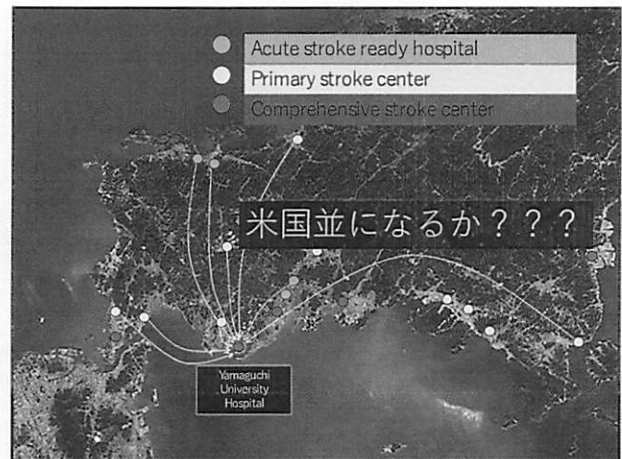 Acute stroke ready hospital
Primary stroke center
Comprehensive stroke center
米国並になるか？？？
Yamaguchi
University
Hospital